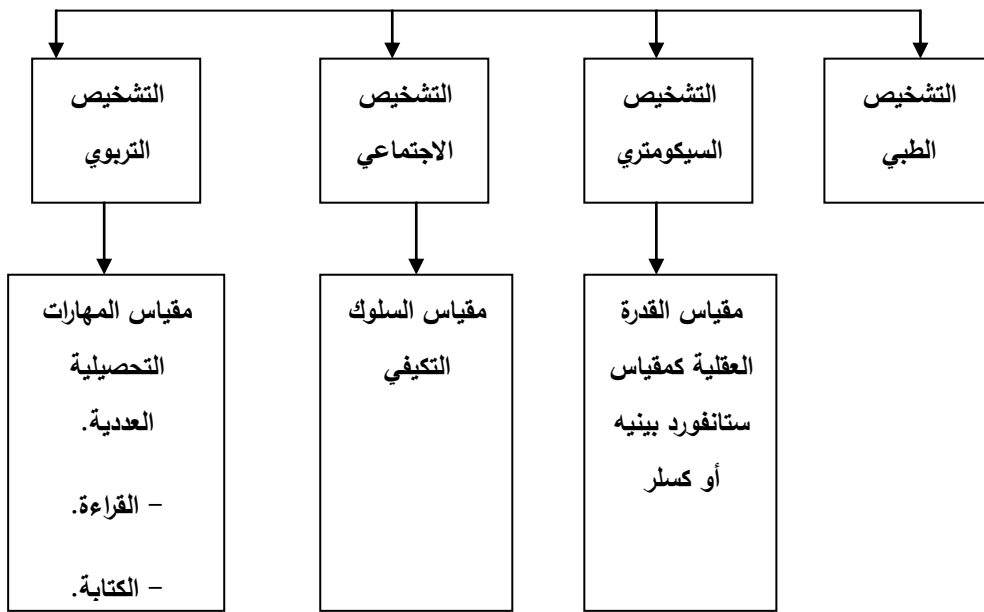 التشخيص
الطبي
التشخيص
السيكومتري
التشخيص
الاجتماعي
التشخيص
التربوي
مقياس القدرة
العقلية كمقياس
ستانفورد بينيه
أو كسلر
مقياس السلوك
التكيفي
مقياس المهارات
التحصيلية
العددية.
– القراءة.
– الكتابة.